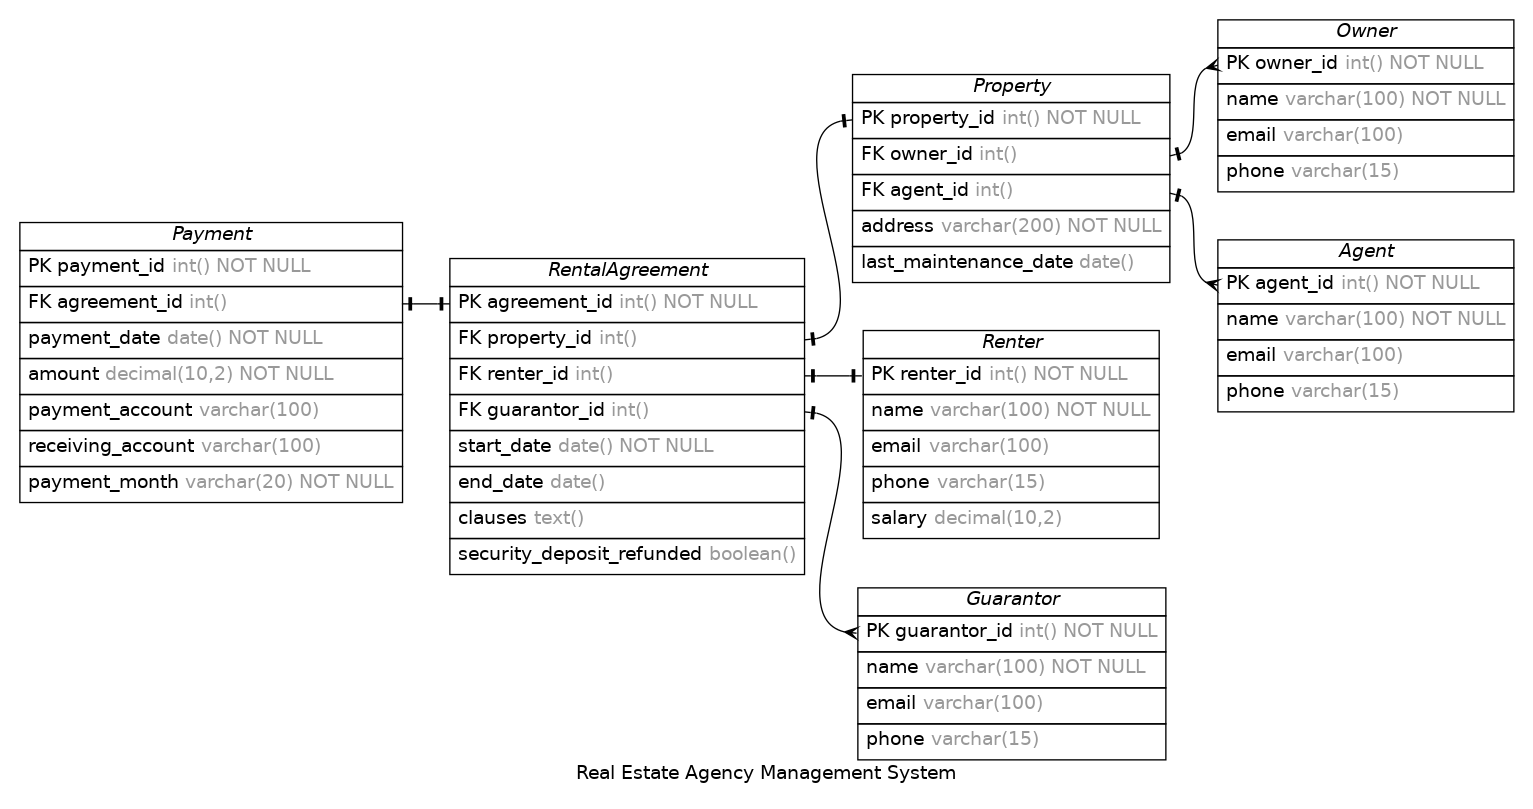 Payment
PK payment_id int() NOT NULL
FK agreement_id int()
payment_date date() NOT NULL
amount decimal(10,2) NOT NULL
payment_account varchar(100)
receiving_account varchar(100)
payment_month varchar(20) NOT NULL
RentalAgreement
PK agreement_id int() NOT NULL
FK property_id int()
FK renter_id int()
FK guarantor_id int()
start_date date() NOT NULL
end_date date()
clauses text()
security_deposit_refunded boolean()
Property
PK property_id int() NOT NULL
FK owner_id int()
FK agent_id int()
address varchar(200) NOT NULL
last_maintenance_date date()
Renter
PK renter_id int() NOT NULL
name varchar(100) NOT NULL
email varchar(100)
phone varchar(15)
salary decimal(10,2)
Guarantor
PK guarantor_id int() NOT NULL
name varchar(100) NOT NULL
email varchar(100)
phone varchar(15)
Owner
PK owner_id int() NOT NULL
name varchar(100) NOT NULL
email varchar(100)
phone varchar(15)
Agent
PK agent_id int() NOT NULL
name varchar(100) NOT NULL
email varchar(100)
phone varchar(15)
Real Estate Agency Management System